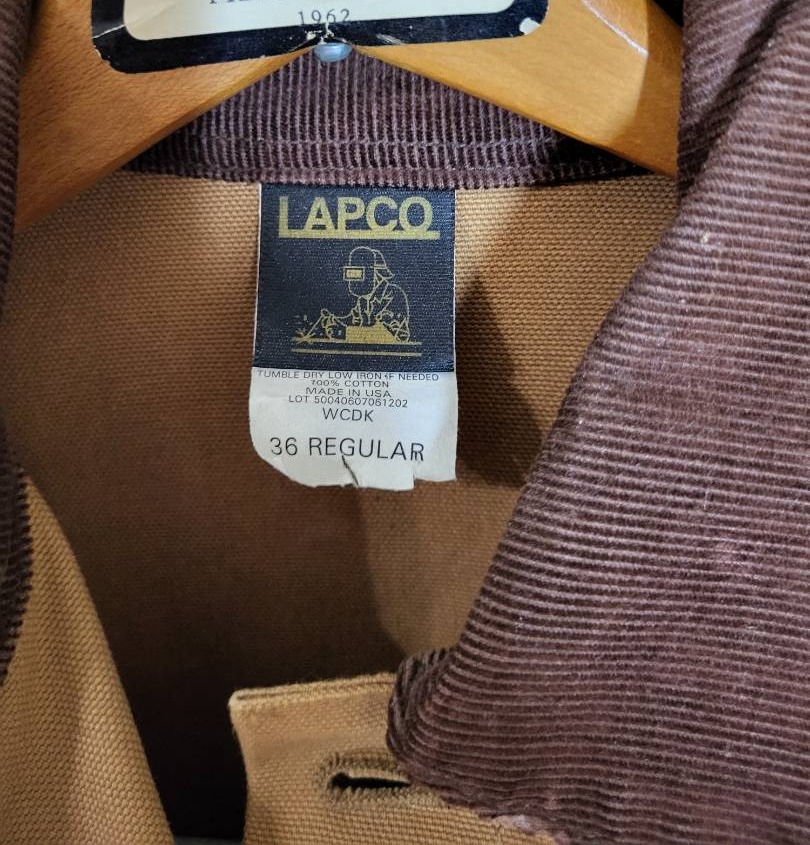 1962
LAPCO
TUMBLE DRY LOW IRON IF NEEDED
100% COTTON
MADE IN USA
LOT 50040607061202
WCDK
36 REGULAR